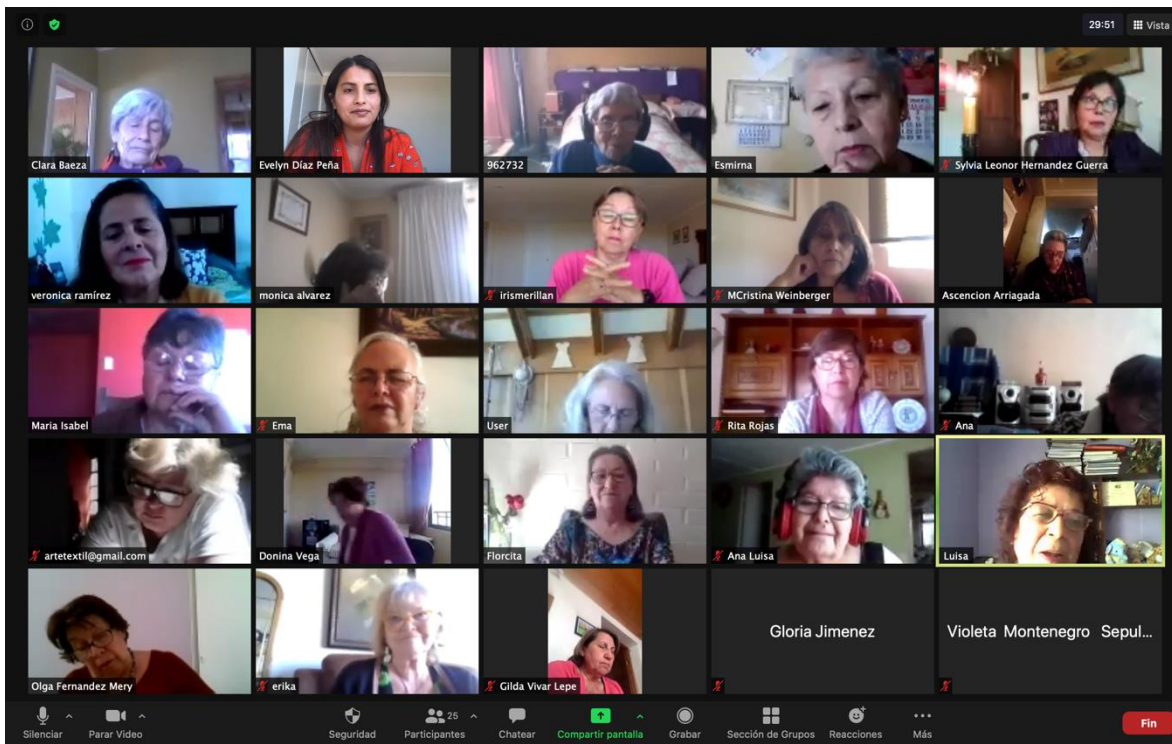 29:51
Vista
Clara Baeza
Evelyn Díaz Peña
962732
Esmirna
Sylvia Leonor Hernandez Guerra
veronica ramírez
monica alvarez
irismerillan
MCristina Weinberger
Ascencion Arriagada
Maria Isabel
Ema
User
Rita Rojas
Ana
artetextil@gmail.com
Donina Vega
Florcita
Ana Luisa
Luisa
Olga Fernandez Mery
erika
Gilda Vivar Lepe
Gloria Jimenez
Violeta Montenegro Sepul...
Silenciar
Parar Video
Seguridad
25
Participantes
Chatear
Compartir pantalla
Grabar
Sección de Grupos
Reacciones
Más
Fin